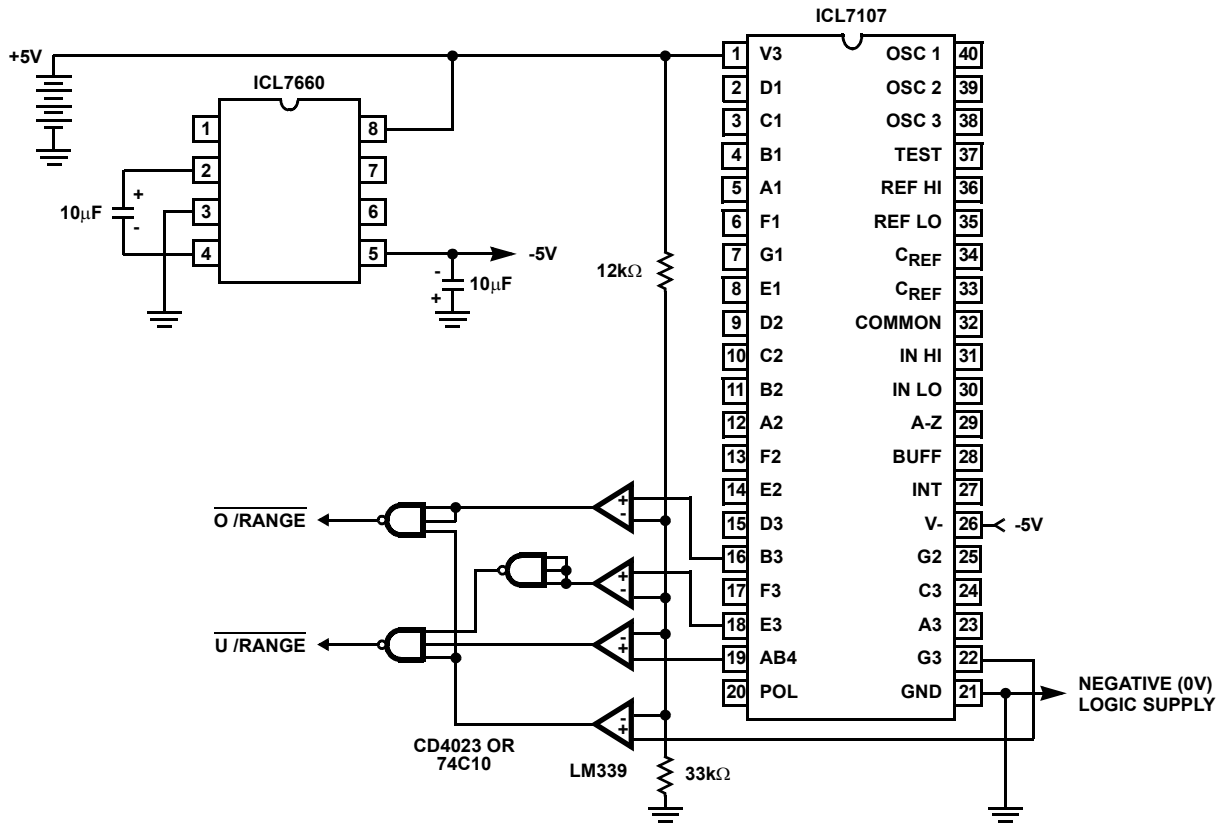 ICL7107
+5V
ICL7660
1
2
3
4
8
7
6
5
+
-
10µF
-5V
-
+
10µF
12kΩ
1 V3
2 D1
3 C1
4 B1
5 A1
6 F1
7 G1
8 E1
9 D2
10 C2
11 B2
12 A2
13 F2
14 E2
15 D3
16 B3
17 F3
18 E3
19 AB4
20 POL
OSC 1 40
OSC 2 39
OSC 3 38
TEST 37
REF HI 36
REF LO 35
CREF 34
CREF 33
COMMON 32
IN HI 31
IN LO 30
A-Z 29
BUFF 28
INT 27
V- 26
G2 25
C3 24
A3 23
G3 22
GND 21
-5V
O /RANGE
+
-
+
-
U /RANGE
-
+
-
+
NEGATIVE (0V)
LOGIC SUPPLY
CD4023 OR
74C10
LM339
33kΩ